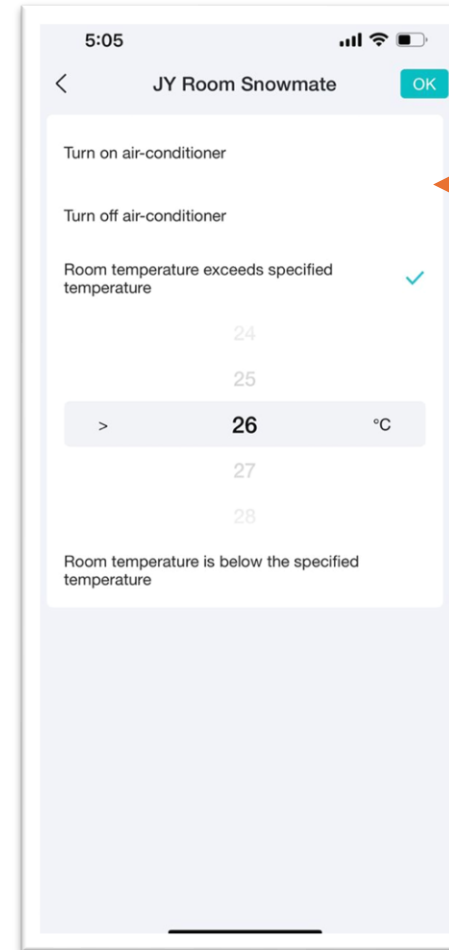 5:05
JY Room Snowmate
OK
Turn on air-conditioner
Turn off air-conditioner
Room temperature exceeds specified
temperature
24
25
> 26 °C
27
28
Room temperature is below the specified
temperature